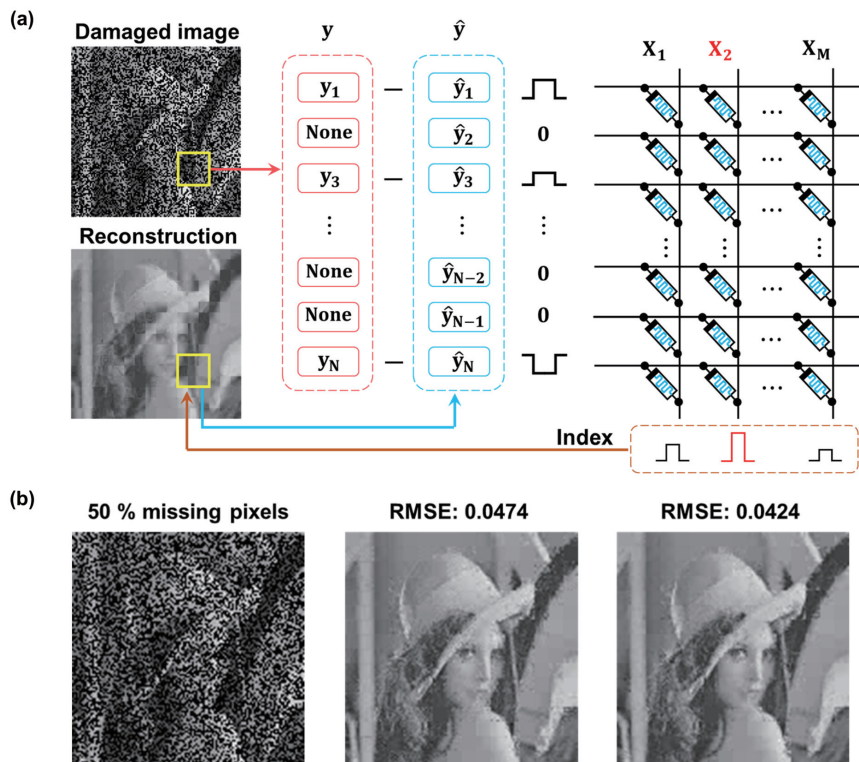 (a)
Damaged image
y
ŷ
X₁ X₂ X_M
y₁ − ŷ₁
None ŷ₂ 0
y₃ − ŷ₃
⋮ ⋮ ⋮
... ... ...
⋮ ⋮ ⋮
Reconstruction
None ŷ_{N−2} 0
None ŷ_{N−1} 0
y_N − ŷ_N
... ... ...
Index
(b)
50 % missing pixels
RMSE: 0.0474
RMSE: 0.0424